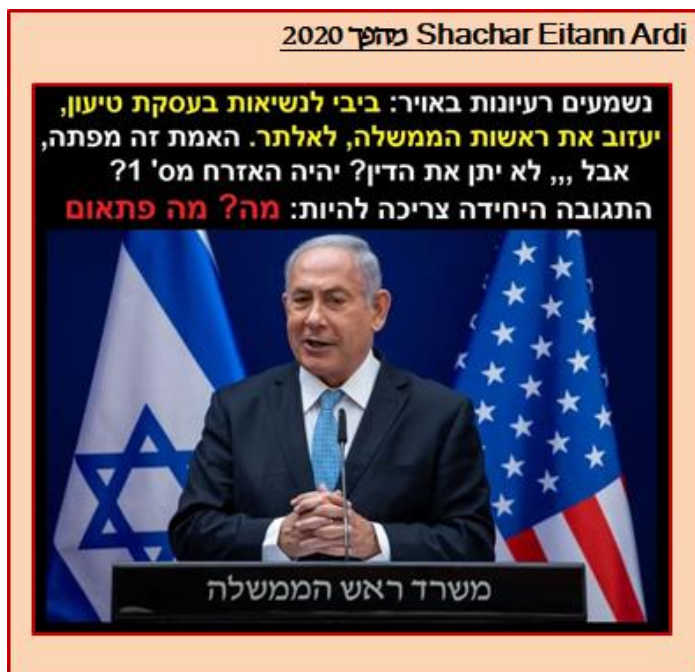 Shachar Eitann Ardi מהפך 2020
נשמעים רעיונות באויר: ביבי לנשיאות בעסקת טיעון,
יעזוב את ראשות הממשלה, לאלתר. האמת זה מפתה,
אבל ,,, לא יתן את הדין? יהיה האזרח מס' 1?
התגובה היחידה צריכה להיות: מה? מה פתאום
משרד ראש הממשלה